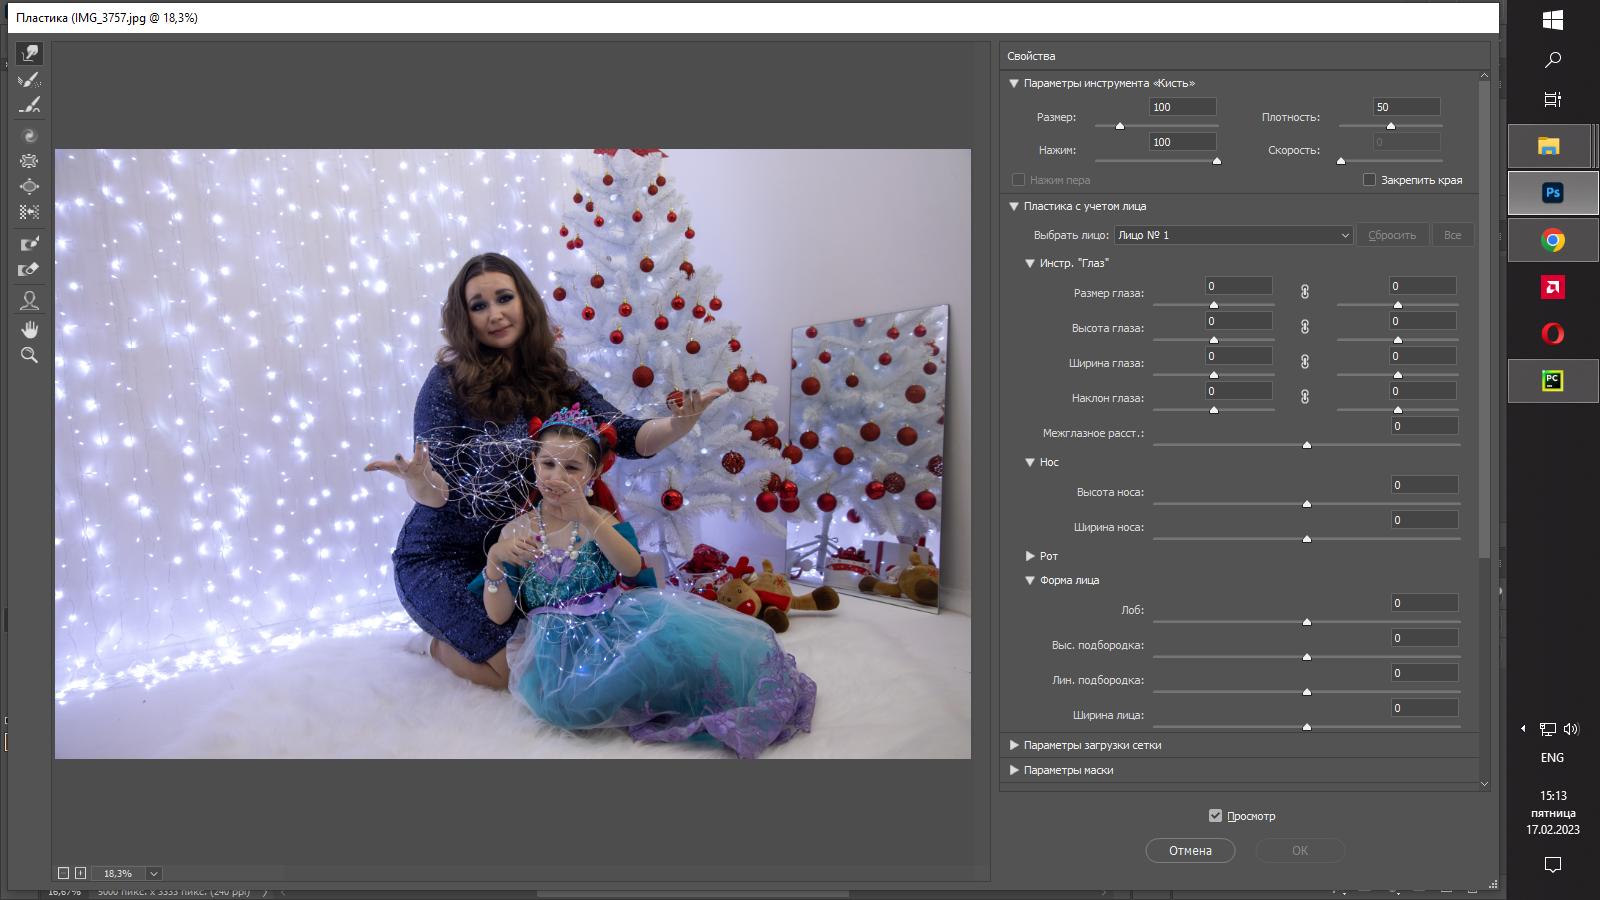 Пластика (IMG_3757.jpg @ 18,3%)
Свойства
Параметры инструмента «Кисть»
Размер: 100
Плотность: 50
Нажим: 100
Скорость: 0
Нажим пера
Закрепить края
Пластика с учетом лица
Выбрать лицо: Лицо № 1 Сбросить Все
Инстр. "Глаз"
Размер глаза: 0 0
Высота глаза: 0 0
Ширина глаза: 0 0
Наклон глаза: 0 0
Межглазное расст.: 0
Нос
Высота носа: 0
Ширина носа: 0
Рот
Форма лица
Лоб: 0
Выс. подбородка: 0
Лин. подбородка: 0
Ширина лица: 0
Параметры загрузки сетки
Параметры маски
Просмотр
Отмена OK
18,3%
16,67% 5000 пикс. x 3333 пикс. (240 ppi)
Ps
PC
ENG
15:13
пятница
17.02.2023